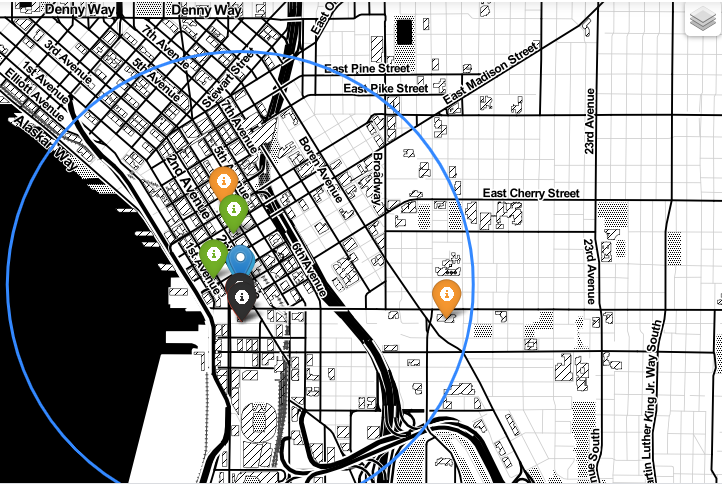 Denny Way
Denny Way
East O
7th Avenue
3rd Avenue
5th Avenue
1st Avenue
Elliott Avenue
Stewart Street
East Pine Street
East Pike Street
East Madison Street
Alaskan Way
7th Avenue
23rd Avenue
Boren Avenue
Broadway
2nd Avenue
5th Avenue
East Cherry Street
1st Avenue
6th Avenue
23rd Avenue
artin Luther King Jr. Way South
nue South